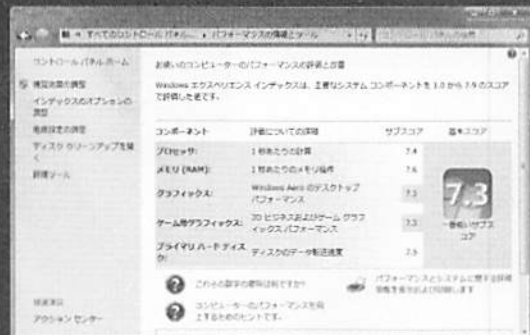 すべてのコントロール パネル... パフォーマンスの情報とツール
コントロール パネル ホーム
お使いのコンピューターのパフォーマンスの評価と改善
視覚効果の調整
インデックスのオプションの
調整
電源設定の調整
ディスク クリーンアップを開
く
管理ツール
Windows エクスペリエンス インデックスは、主要なシステム コンポーネントを 1.0 から 7.9 のスコア
で評価した値です。
コンポーネント 評価についての詳細 サブスコア 基本スコア
プロセッサ: 1 秒あたりの計算 7.4
メモリ (RAM): 1 秒あたりのメモリ操作 7.6
グラフィックス: Windows Aero のデスクトップ
パフォーマンス 7.3
ゲーム用グラフィックス: 3D ビジネスおよびゲーム グラフ
ィックス パフォーマンス 7.3
プライマリ ハード ディス
ク: ディスクのデータ転送速度 7.9
7.3
一番低いサブス
コア
これらの数字の意味は何ですか?
パフォーマンスとシステムに関する詳細
情報を表示および印刷します
コンピューターのパフォーマンスを向
上するためのヒントです。
関連項目
アクション センター